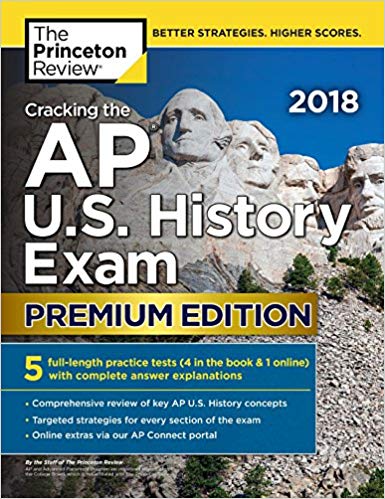 The
Princeton
Review®
BETTER STRATEGIES. HIGHER SCORES.
Cracking the
2018
AP®
U.S. History
Exam
PREMIUM EDITION
5 full-length practice tests (4 in the book & 1 online)
with complete answer explanations
• Comprehensive review of key AP U.S. History concepts
• Targeted strategies for every section of the exam
• Online extras via our AP Connect portal
By the Staff of The Princeton Review